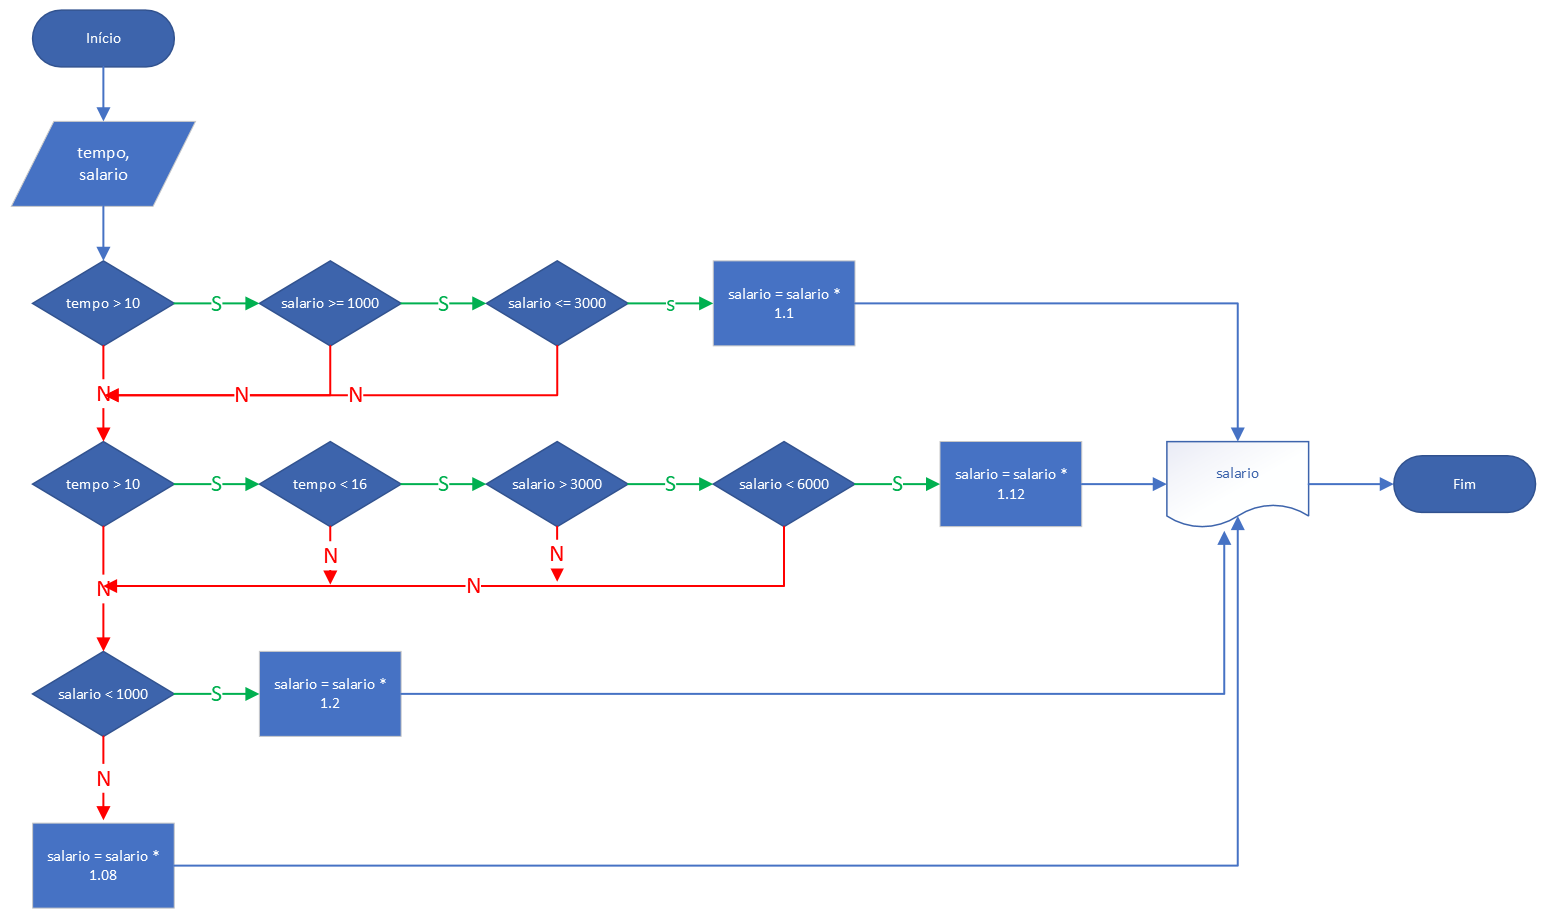 Início
tempo,
salario
tempo > 10
S
salario >= 1000
S
salario <= 3000
s
salario = salario *
1.1
N
N
N
tempo > 10
S
tempo < 16
S
salario > 3000
S
salario < 6000
S
salario = salario *
1.12
salario
Fim
N
N
N
N
salario < 1000
S
salario = salario *
1.2
N
salario = salario *
1.08